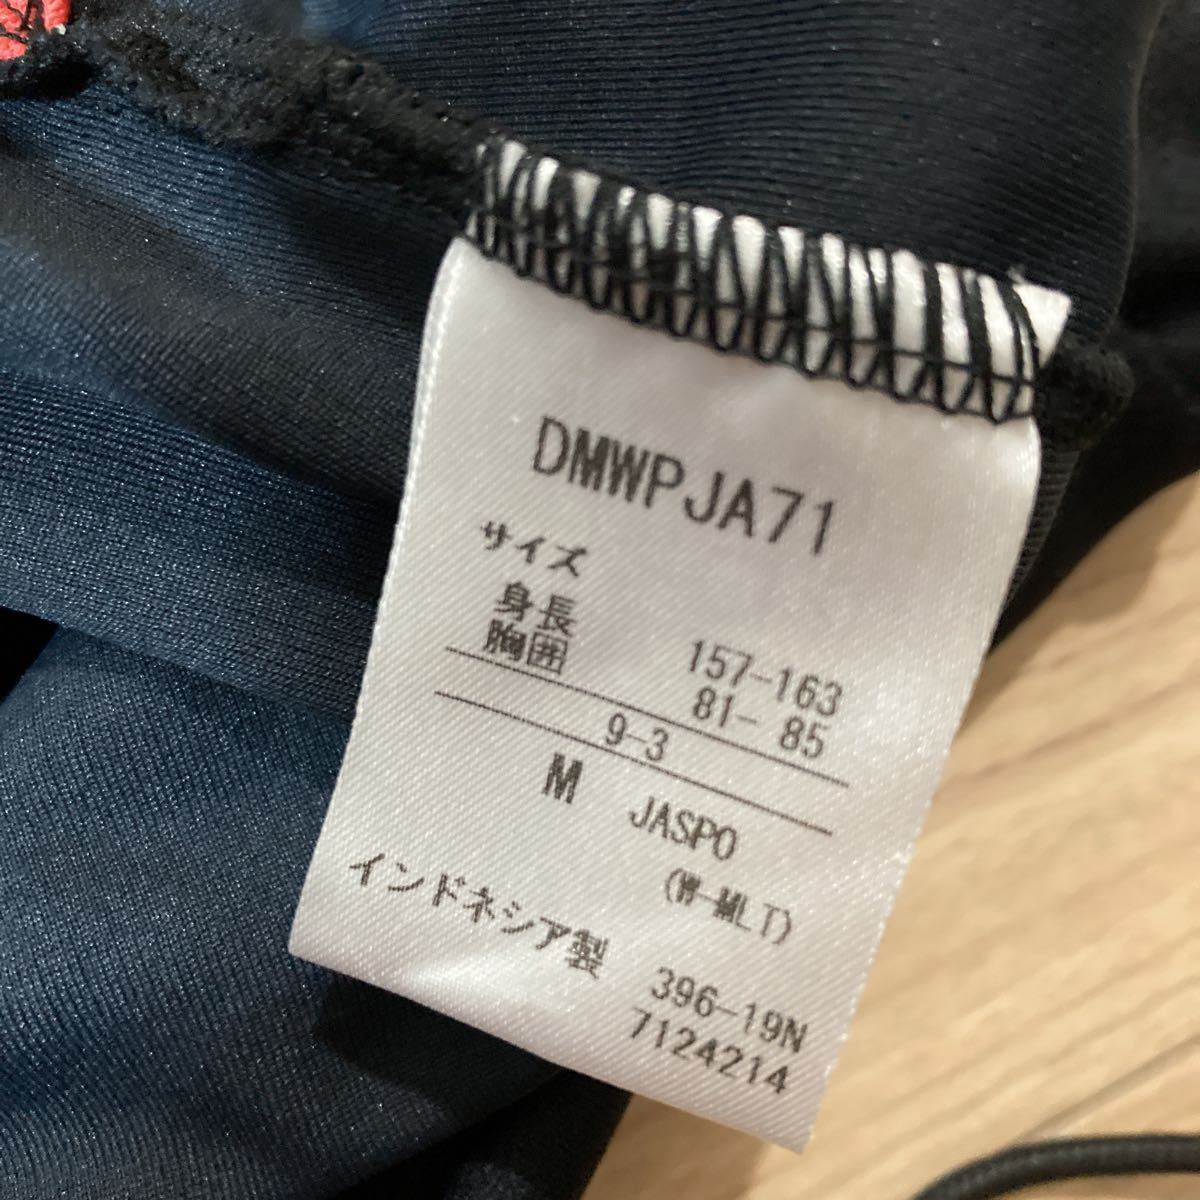 DMWPJA71
サイズ
身長 157-163
胸囲 81- 85
9-3
M JASPO
(W-MLT)
インドネシア製
396-19N
7124214